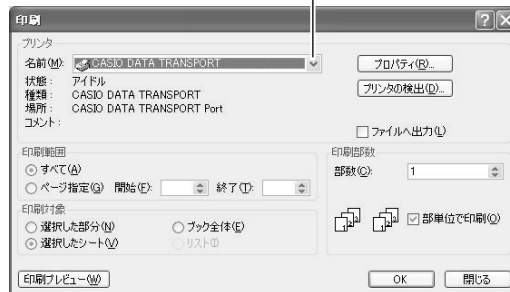 印刷
プリンタ
名前(M): CASIO DATA TRANSPORT
プロパティ(R)...
状態: アイドル
種類: CASIO DATA TRANSPORT
プリンタの検出(D)...
場所: CASIO DATA TRANSPORT Port
コメント:
ファイルへ出力(L)
印刷範囲
すべて(A)
ページ指定(G) 開始(F): 終了(T):
印刷部数
部数(C): 1
部単位で印刷(O)
印刷対象
選択した部分(N) ブック全体(E)
選択したシート(V) リスト(I)
印刷プレビュー(W)
OK 閉じる